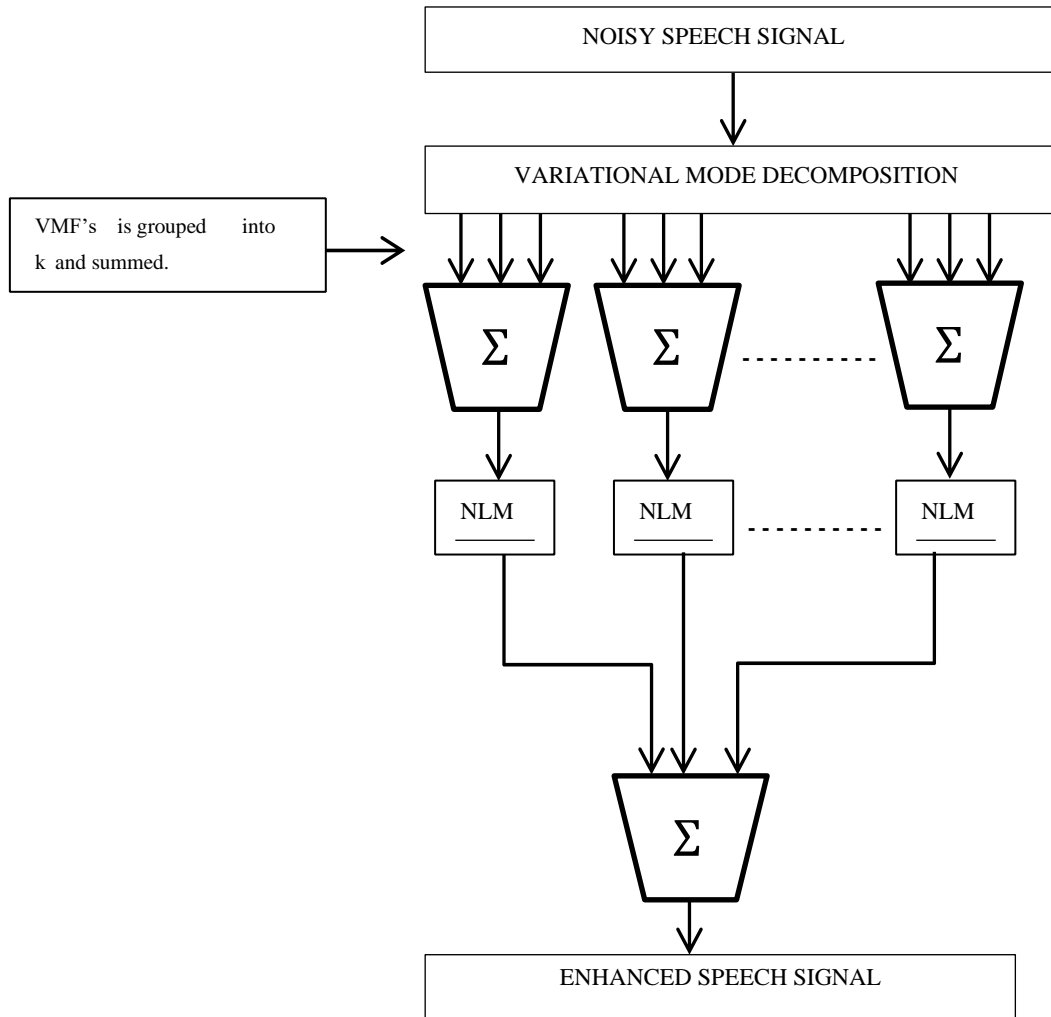 NOISY SPEECH SIGNAL
VARIATIONAL MODE DECOMPOSITION
VMF's is grouped into
k and summed.
Σ Σ Σ
NLM NLM NLM
Σ
ENHANCED SPEECH SIGNAL